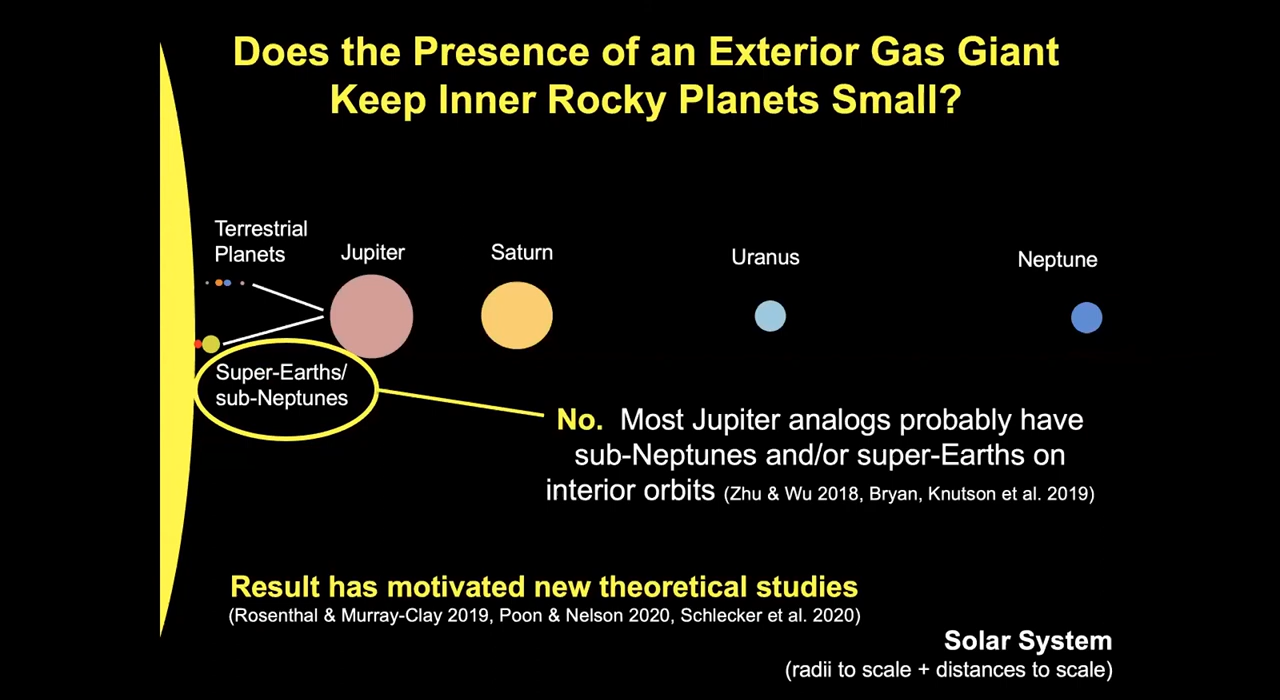 Does the Presence of an Exterior Gas Giant
Keep Inner Rocky Planets Small?
Terrestrial
Planets
Jupiter
Saturn
Uranus
Neptune
Super-Earths/
sub-Neptunes
No. Most Jupiter analogs probably have
sub-Neptunes and/or super-Earths on
interior orbits (Zhu & Wu 2018, Bryan, Knutson et al. 2019)
Result has motivated new theoretical studies
(Rosenthal & Murray-Clay 2019, Poon & Nelson 2020, Schlecker et al. 2020)
Solar System
(radii to scale + distances to scale)